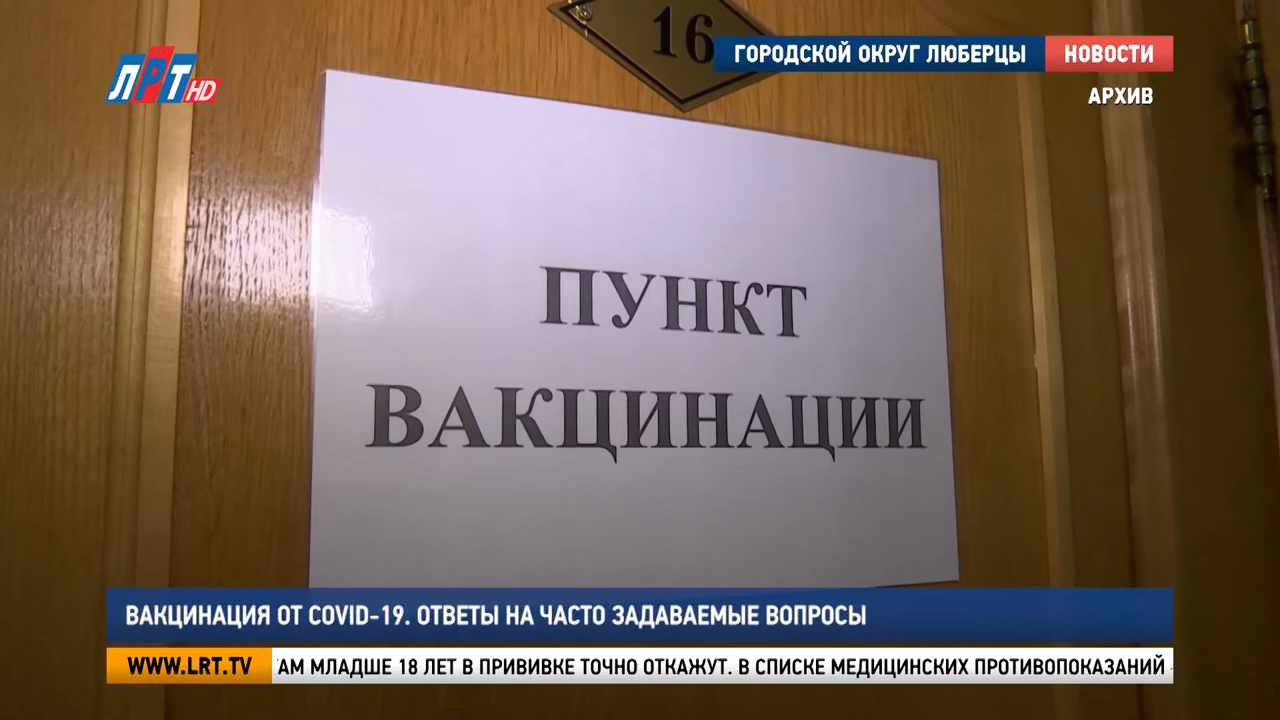 ЛРТ HD
16
ГОРОДСКОЙ ОКРУГ ЛЮБЕРЦЫ НОВОСТИ
АРХИВ
ПУНКТ
ВАКЦИНАЦИИ
ВАКЦИНАЦИЯ ОТ COVID-19. ОТВЕТЫ НА ЧАСТО ЗАДАВАЕМЫЕ ВОПРОСЫ
WWW.LRT.TV МЛАДШЕ 18 ЛЕТ В ПРИВИВКЕ ТОЧНО ОТКАЖУТ. В СПИСКЕ МЕДИЦИНСКИХ ПРОТИВОПОКАЗАНИЙ